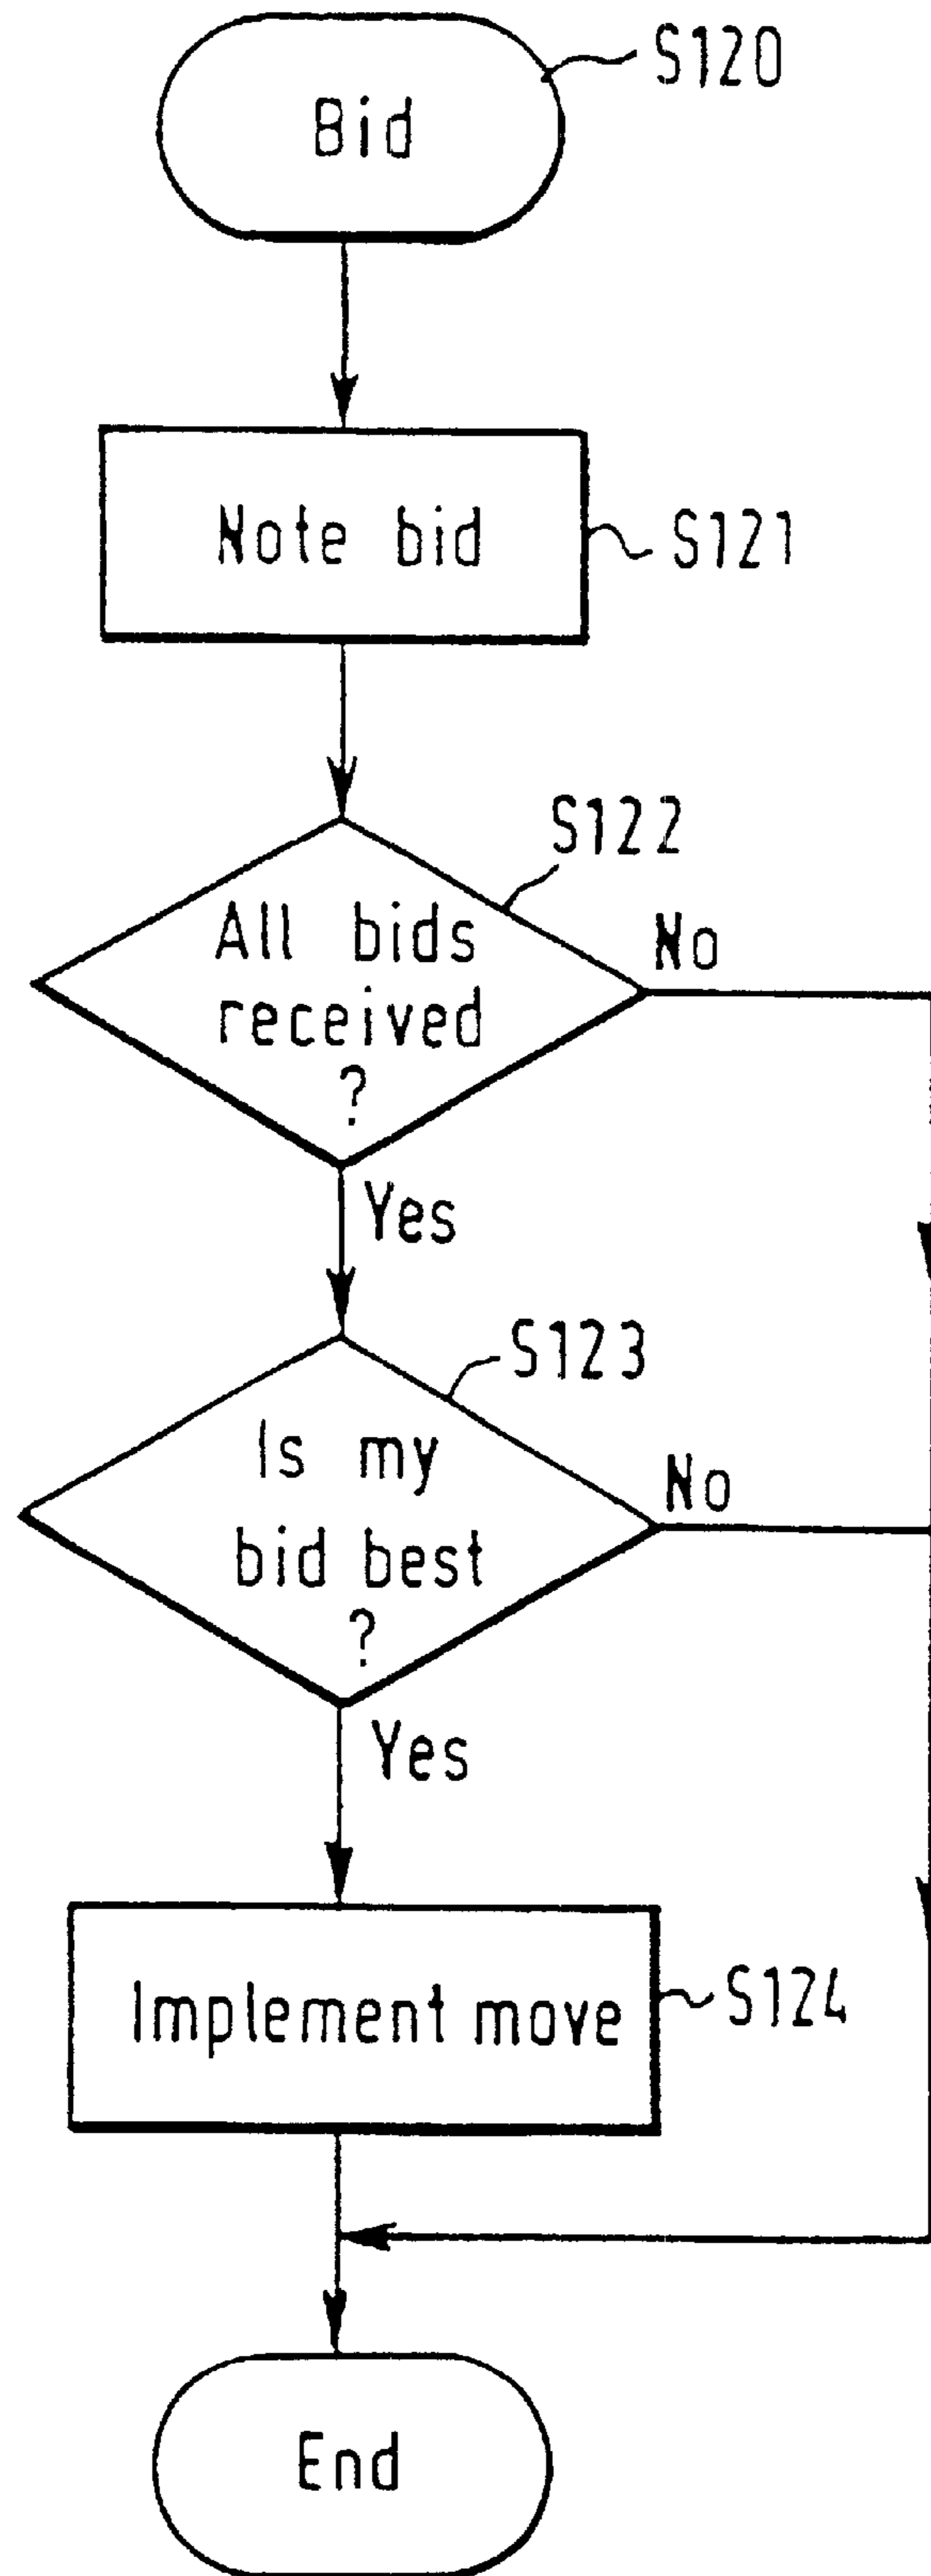 S120
Bid
Note bid
S121
S122
All bids
received
?
No
Yes
S123
Is my
bid best
?
No
Yes
Implement move
S124
End